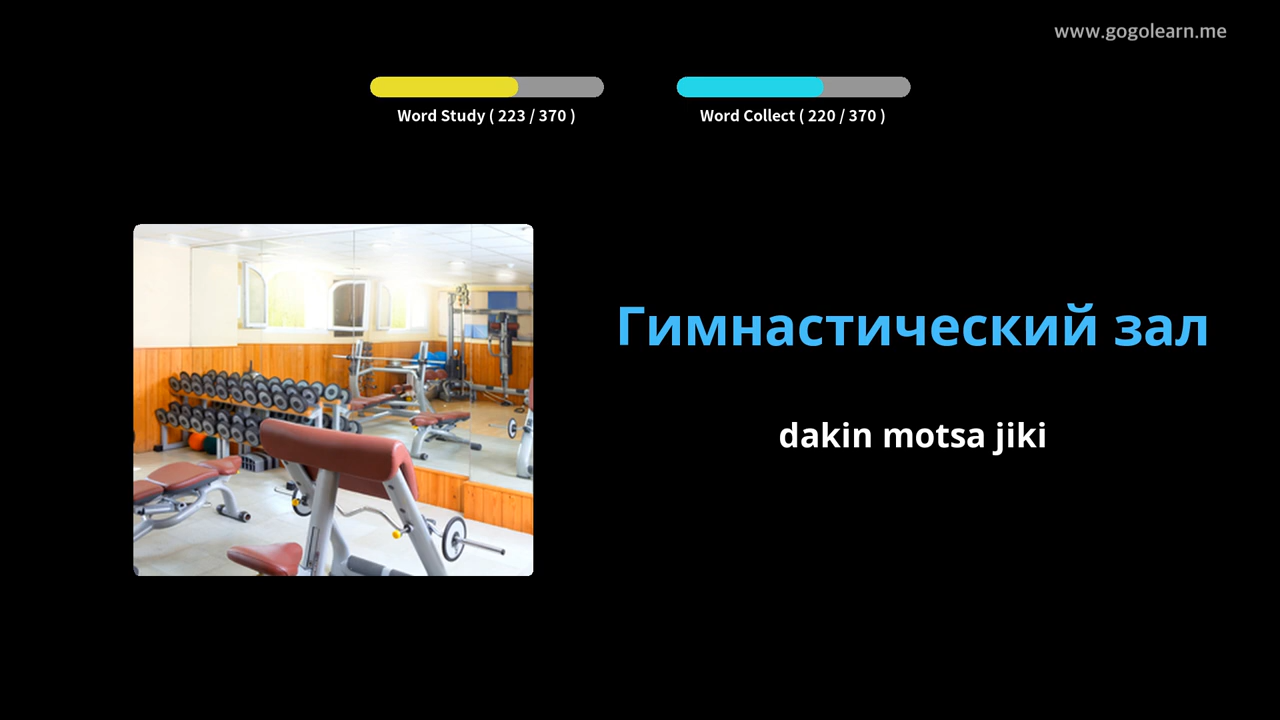 www.gogolearn.me
Word Study ( 223 / 370 )
Word Collect ( 220 / 370 )
Гимнастический зал
dakin motsa jiki